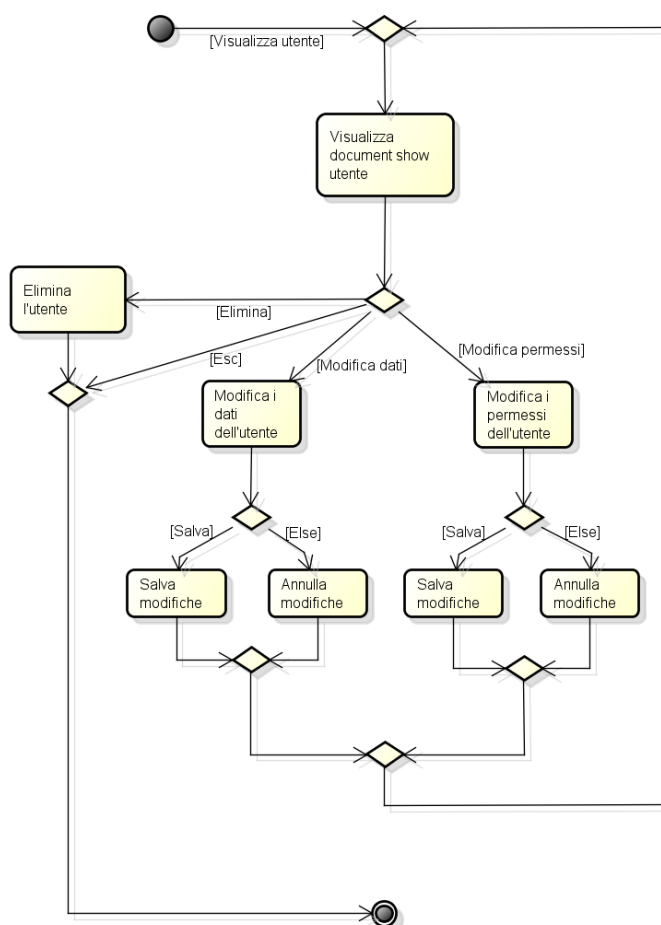 [Visualizza utente]
Visualizza
document show
utente
Elimina
l'utente
[Elimina]
[Esc]
[Modifica dati]
[Modifica permessi]
Modifica i
dati
dell'utente
Modifica i
permessi
dell'utente
[Salva]
[Else]
[Salva]
[Else]
Salva
modifiche
Annulla
modifiche
Salva
modifiche
Annulla
modifiche